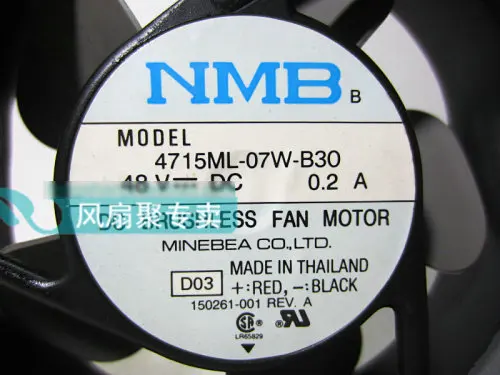 NMB B
MODEL
4715ML-07W-B30
48 V DC 0.2 A
风扇聚专卖
FAN MOTOR
MINEBEA CO.,LTD.
D03 MADE IN THAILAND
+:RED, -:BLACK
150261-001 REV. A
LR65829